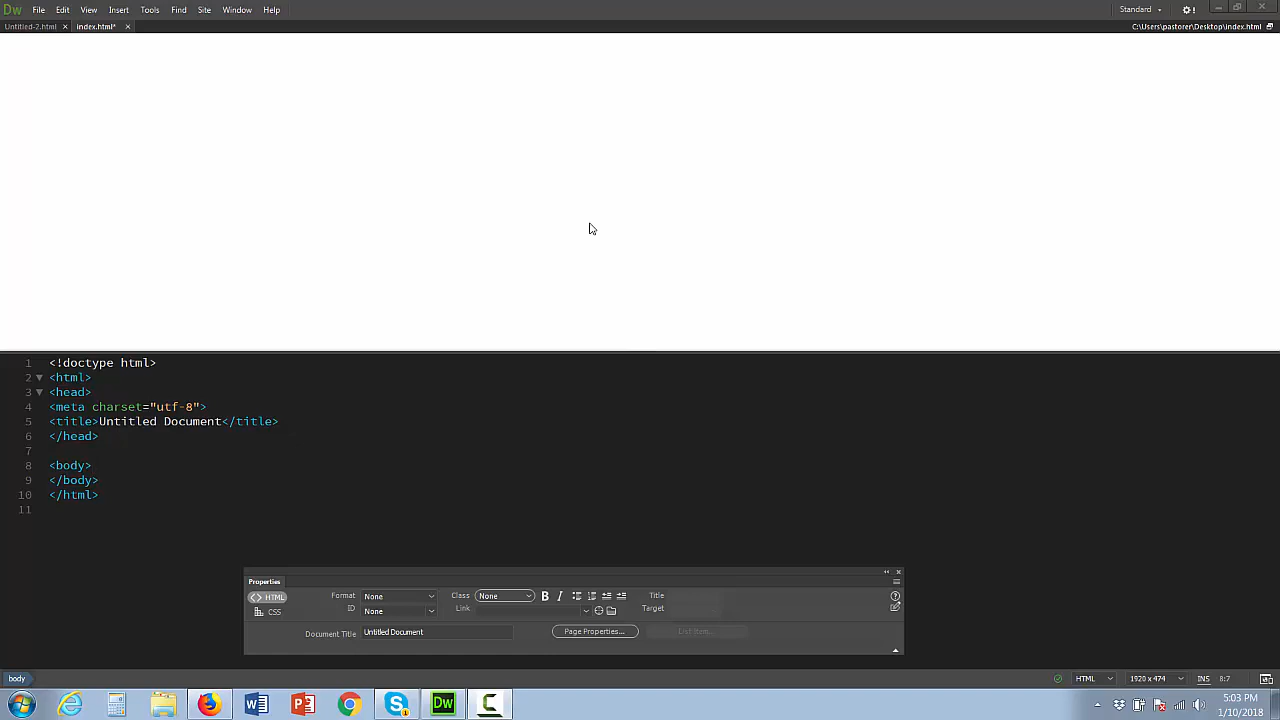 Dw File Edit View Insert Tools Find Site Window Help Standard
Untitled-2.html × index.html* × C:\Users\pastorer\Desktop\index.html
1 <!doctype html>
2 <html>
3 <head>
4 <meta charset="utf-8">
5 <title>Untitled Document</title>
6 </head>
7
8 <body>
9 </body>
10 </html>
11
Properties
<> HTML Format None Class None B I Title
CSS ID None Link Target
Document Title Untitled Document Page Properties... List Item...
body HTML 1920 x 474 INS 8:7
Dw 5:03 PM
1/10/2018